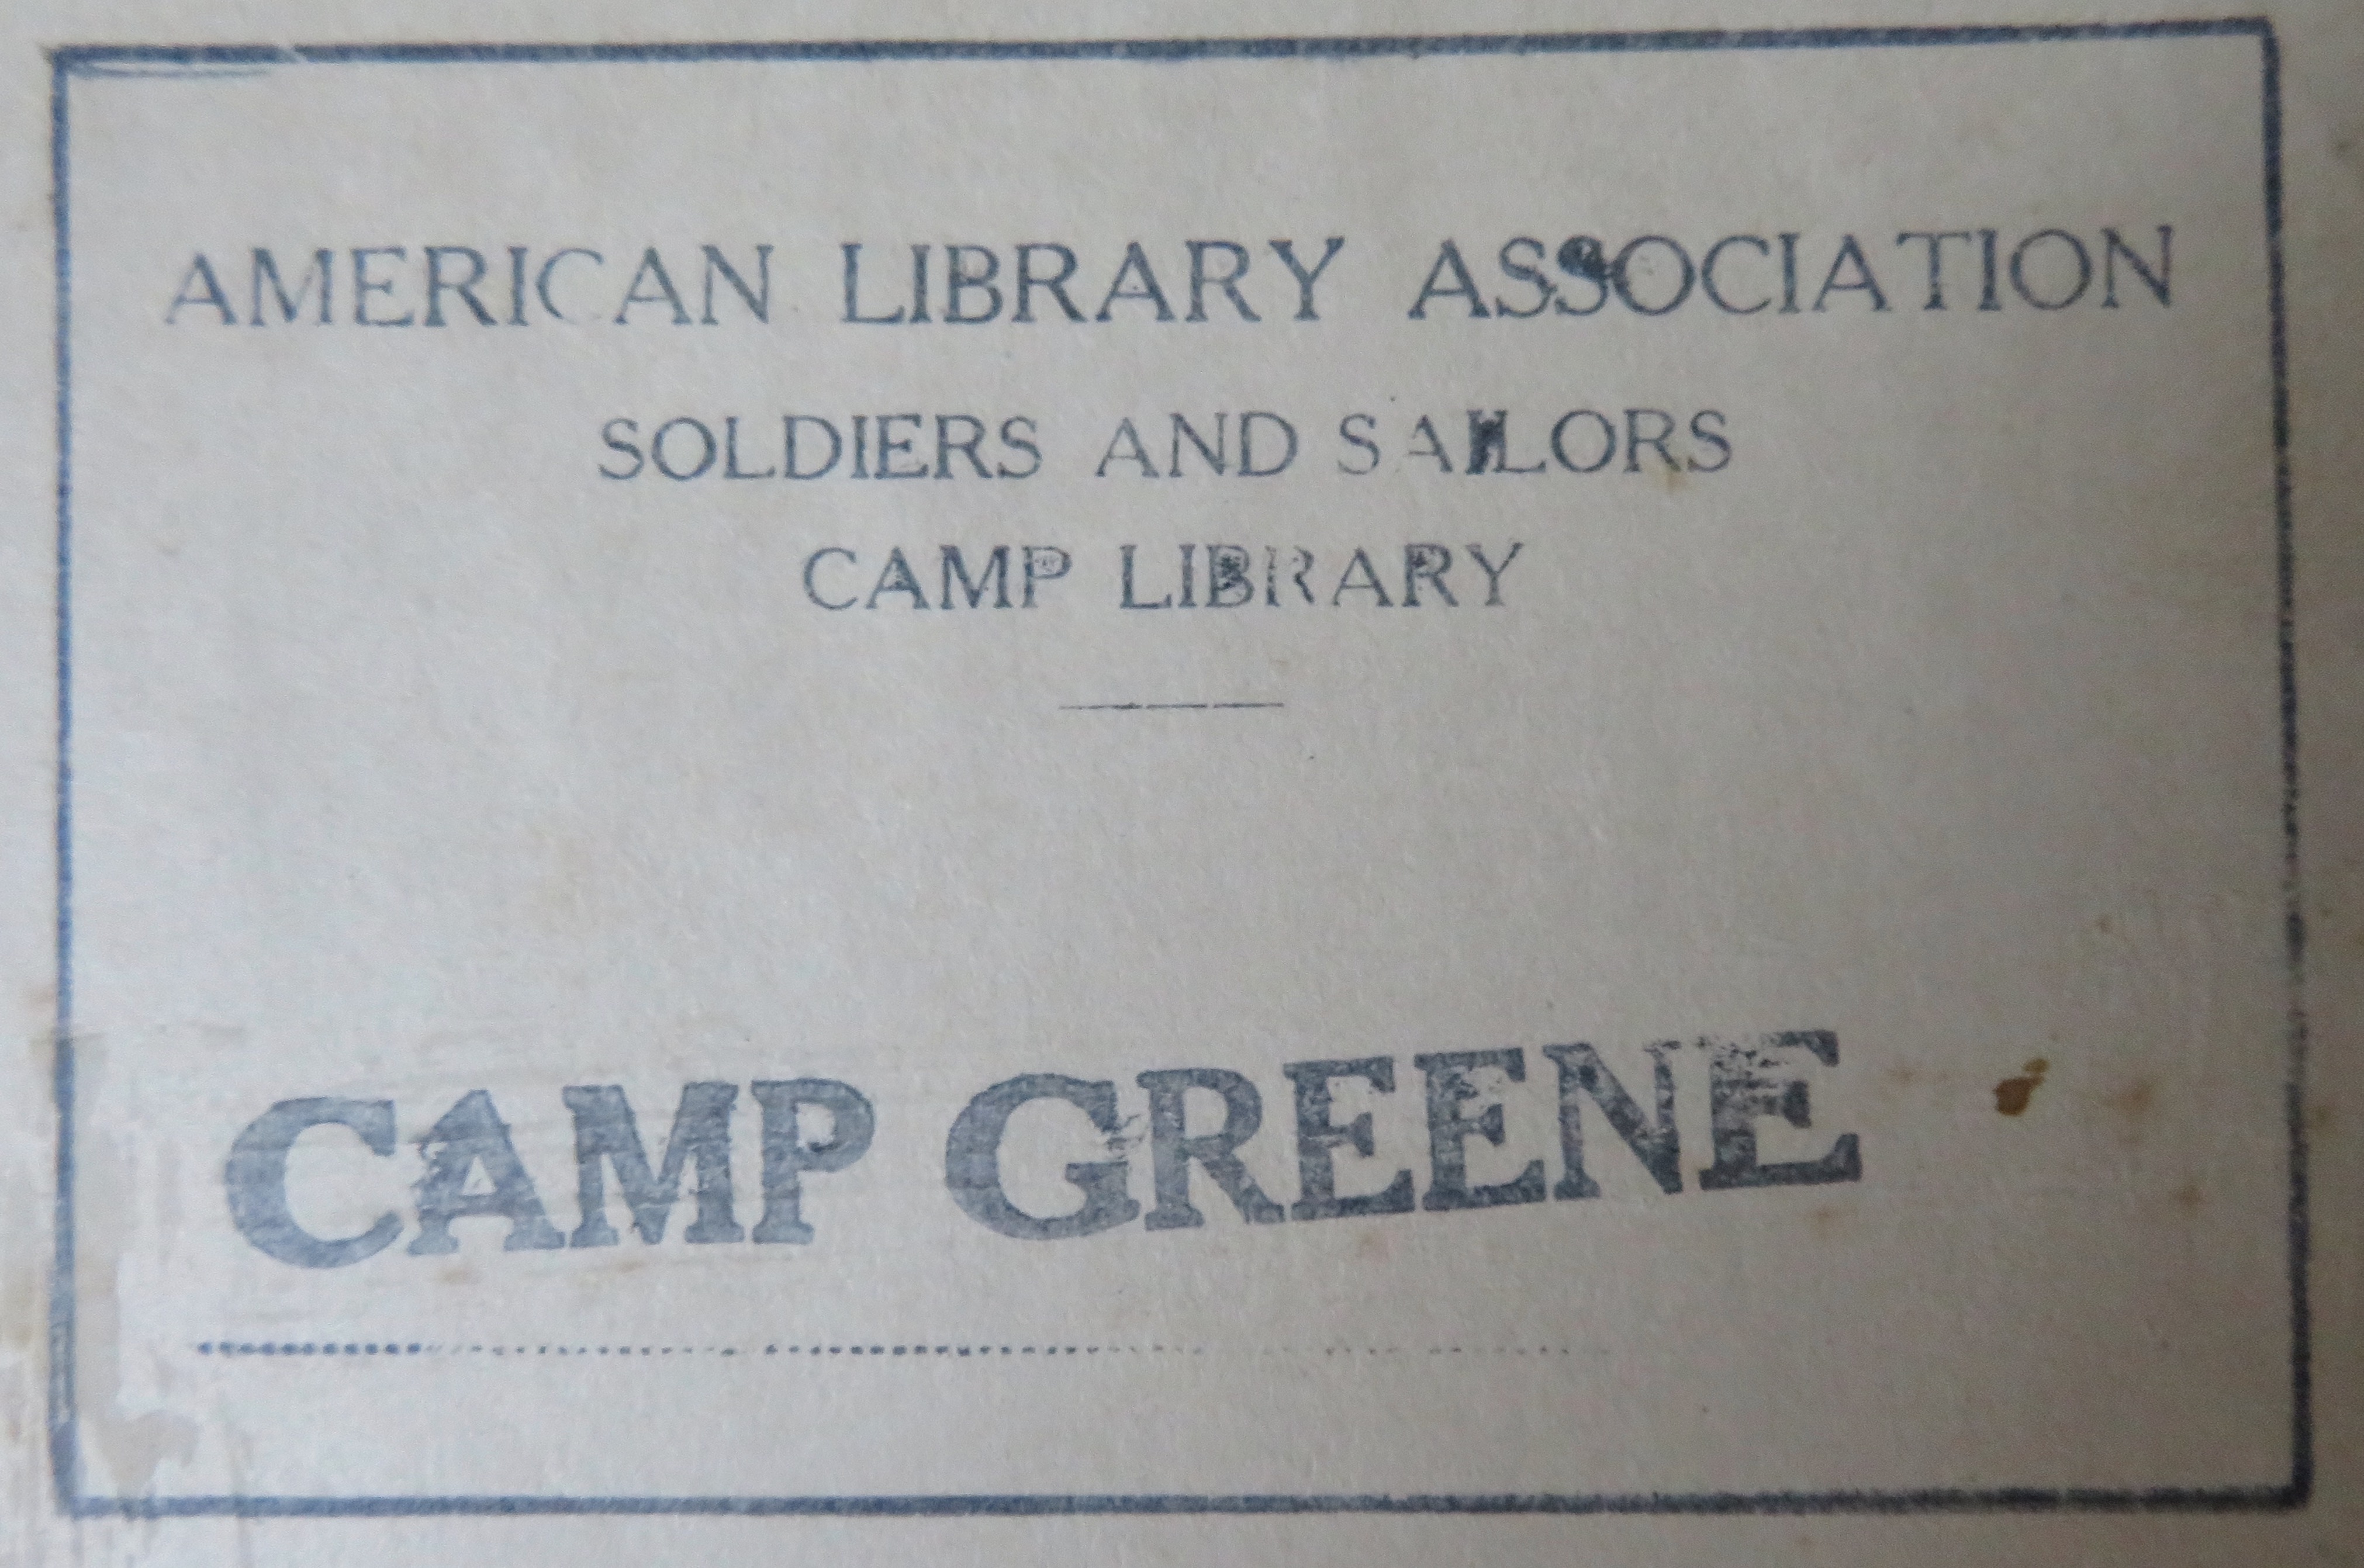 AMERICAN LIBRARY ASSOCIATION
SOLDIERS AND SAILORS
CAMP LIBRARY
CAMP GREENE